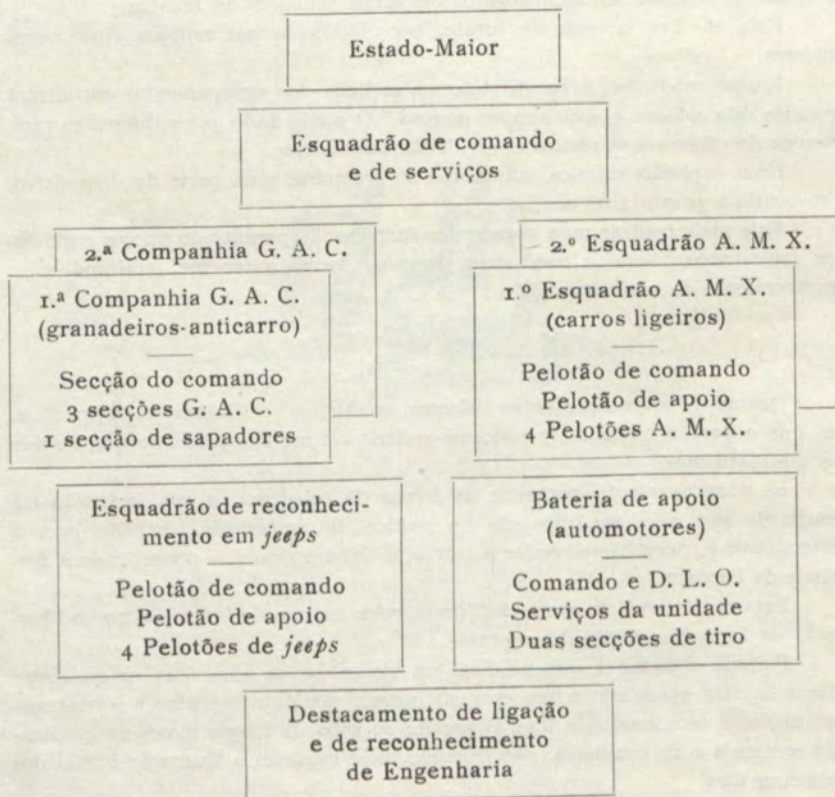 Estado-Maior
Esquadrão de comando
e de serviços
2.ª Companhia G. A. C.
1.ª Companhia G. A. C.
(granadeiros-anticarro)
Secção do comando
3 secções G. A. C.
1 secção de sapadores
2.º Esquadrão A. M. X.
1.º Esquadrão A. M. X.
(carros ligeiros)
Pelotão de comando
Pelotão de apoio
4 Pelotões A. M. X.
Esquadrão de reconheci-
mento em jeeps
Pelotão de comando
Pelotão de apoio
4 Pelotões de jeeps
Bateria de apoio
(automotores)
Comando e D. L. O.
Serviços da unidade
Duas secções de tiro
Destacamento de ligação
e de reconhecimento
de Engenharia